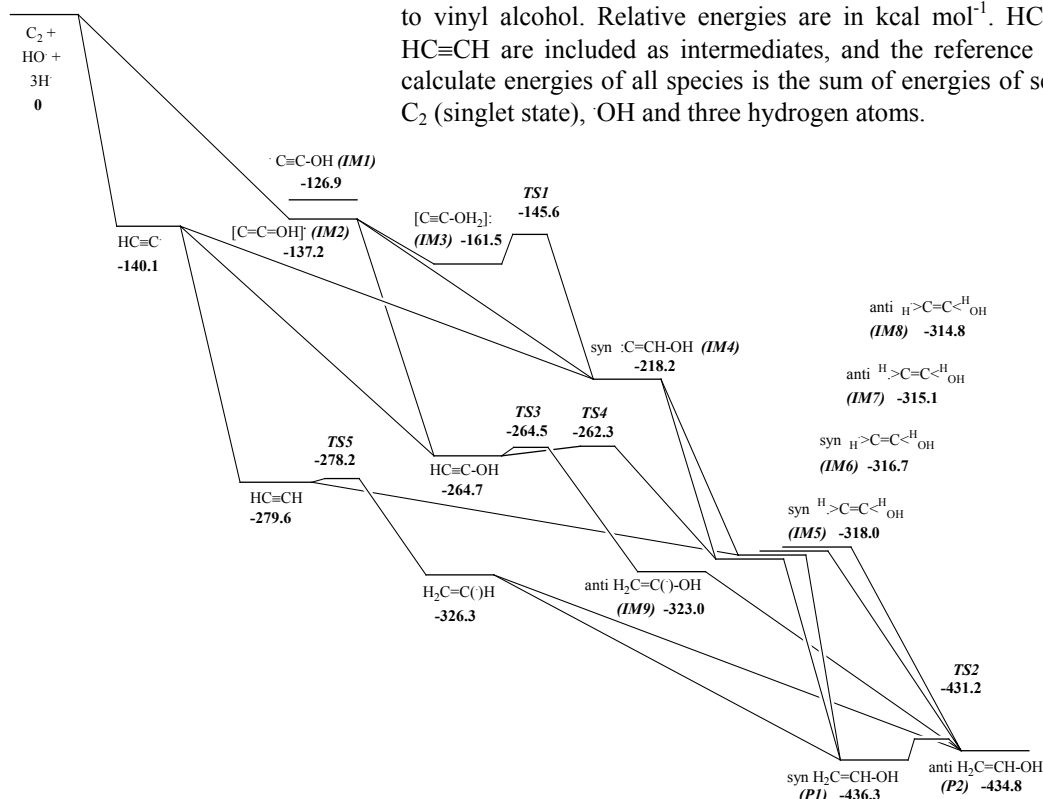 to vinyl alcohol. Relative energies are in kcal mol-1. HC
HC≡CH are included as intermediates, and the reference
calculate energies of all species is the sum of energies of se
C2 (singlet state), ·OH and three hydrogen atoms.
C2 +
HO· +
3H·
0
· C≡C-OH (IM1)
-126.9
[C=C=OH]· (IM2)
-137.2
HC≡C·
-140.1
[C≡C-OH2]:
(IM3) -161.5
TS1
-145.6
syn :C=CH-OH (IM4)
-218.2
anti H·>C=C<H OH
(IM8) -314.8
anti H·>C=C<H OH
(IM7) -315.1
syn H·>C=C<H OH
(IM6) -316.7
syn H·>C=C<H OH
(IM5) -318.0
TS3
-264.5
TS4
-262.3
HC≡C-OH
-264.7
TS5
-278.2
HC≡CH
-279.6
H2C=C(·)H
-326.3
anti H2C=C(·)-OH
(IM9) -323.0
TS2
-431.2
syn H2C=CH-OH
(P1) -436.3
anti H2C=CH-OH
(P2) -434.8